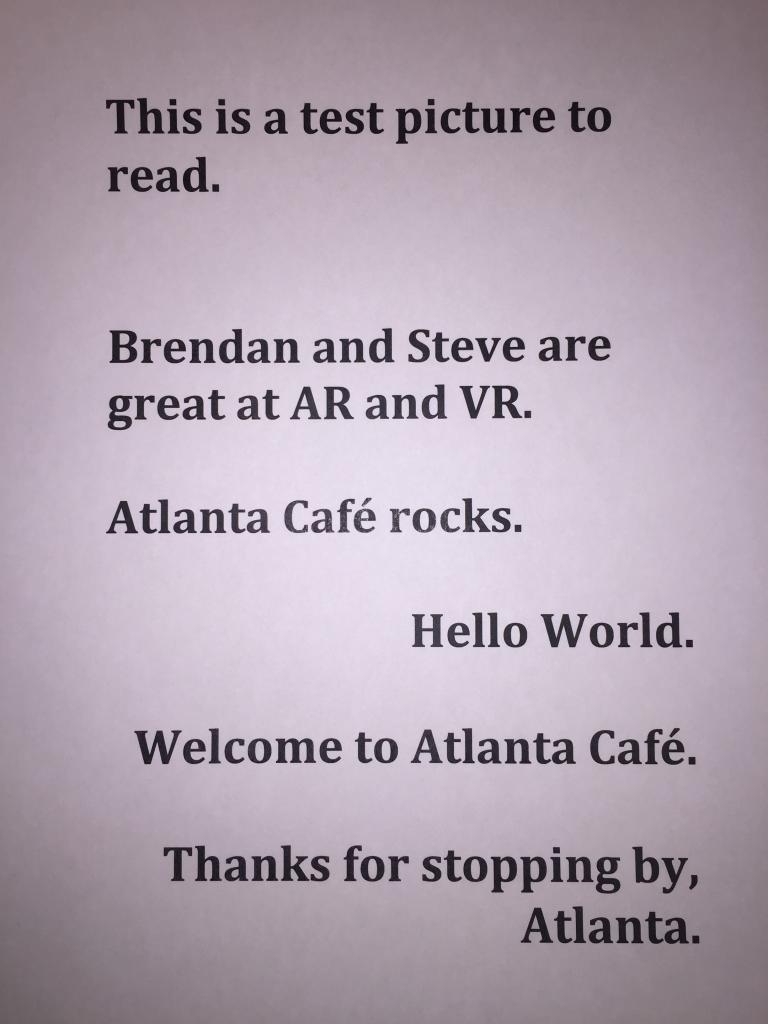 This is a test picture to
read.
Brendan and Steve are
great at AR and VR.
Atlanta Café rocks.
Hello World.
Welcome to Atlanta Café.
Thanks for stopping by,
Atlanta.